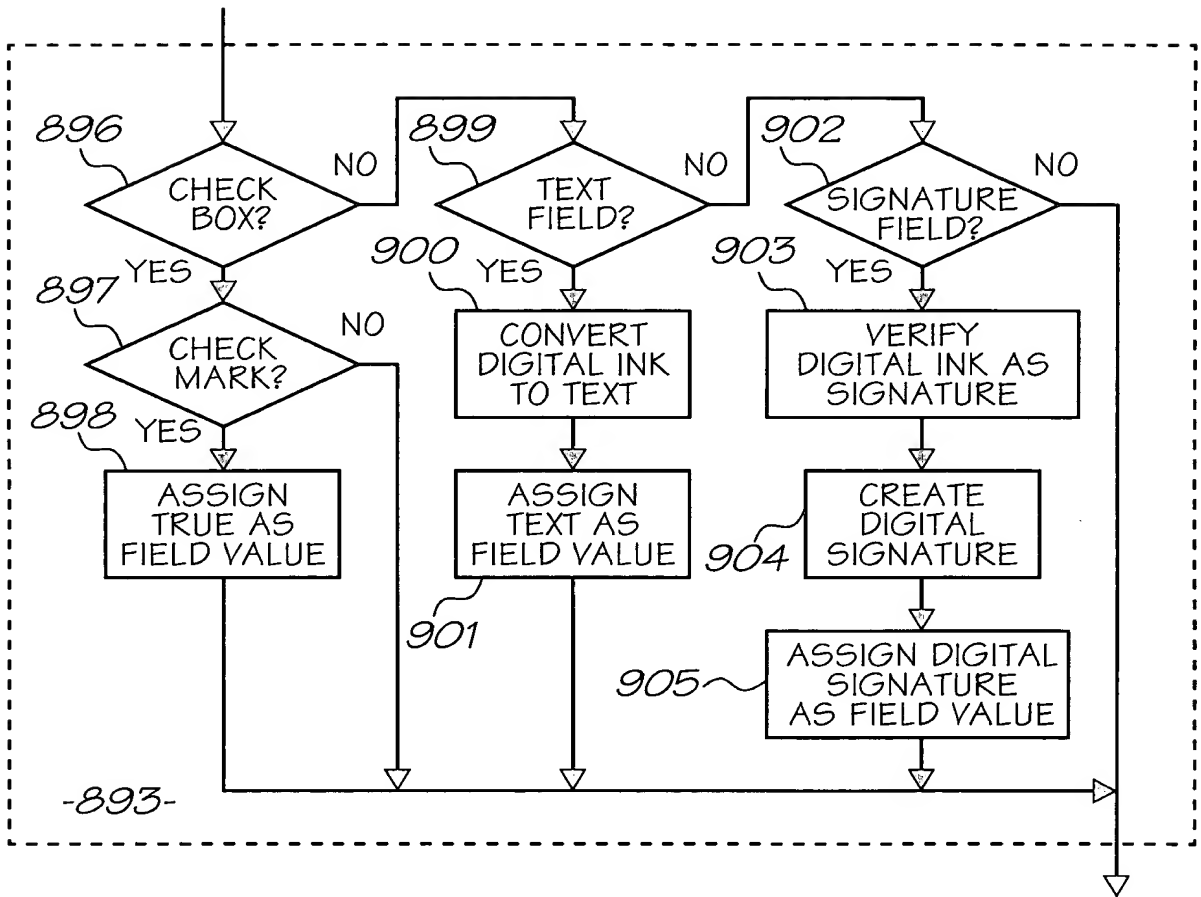 896
CHECK
BOX?
NO
YES
897
CHECK
MARK?
NO
YES
898
ASSIGN
TRUE AS
FIELD VALUE
899
TEXT
FIELD?
NO
YES
900
CONVERT
DIGITAL INK
TO TEXT
ASSIGN
TEXT AS
FIELD VALUE
901
902
SIGNATURE
FIELD?
NO
YES
903
VERIFY
DIGITAL INK AS
SIGNATURE
CREATE
DIGITAL
SIGNATURE
904
ASSIGN DIGITAL
SIGNATURE
AS FIELD VALUE
905
-893-